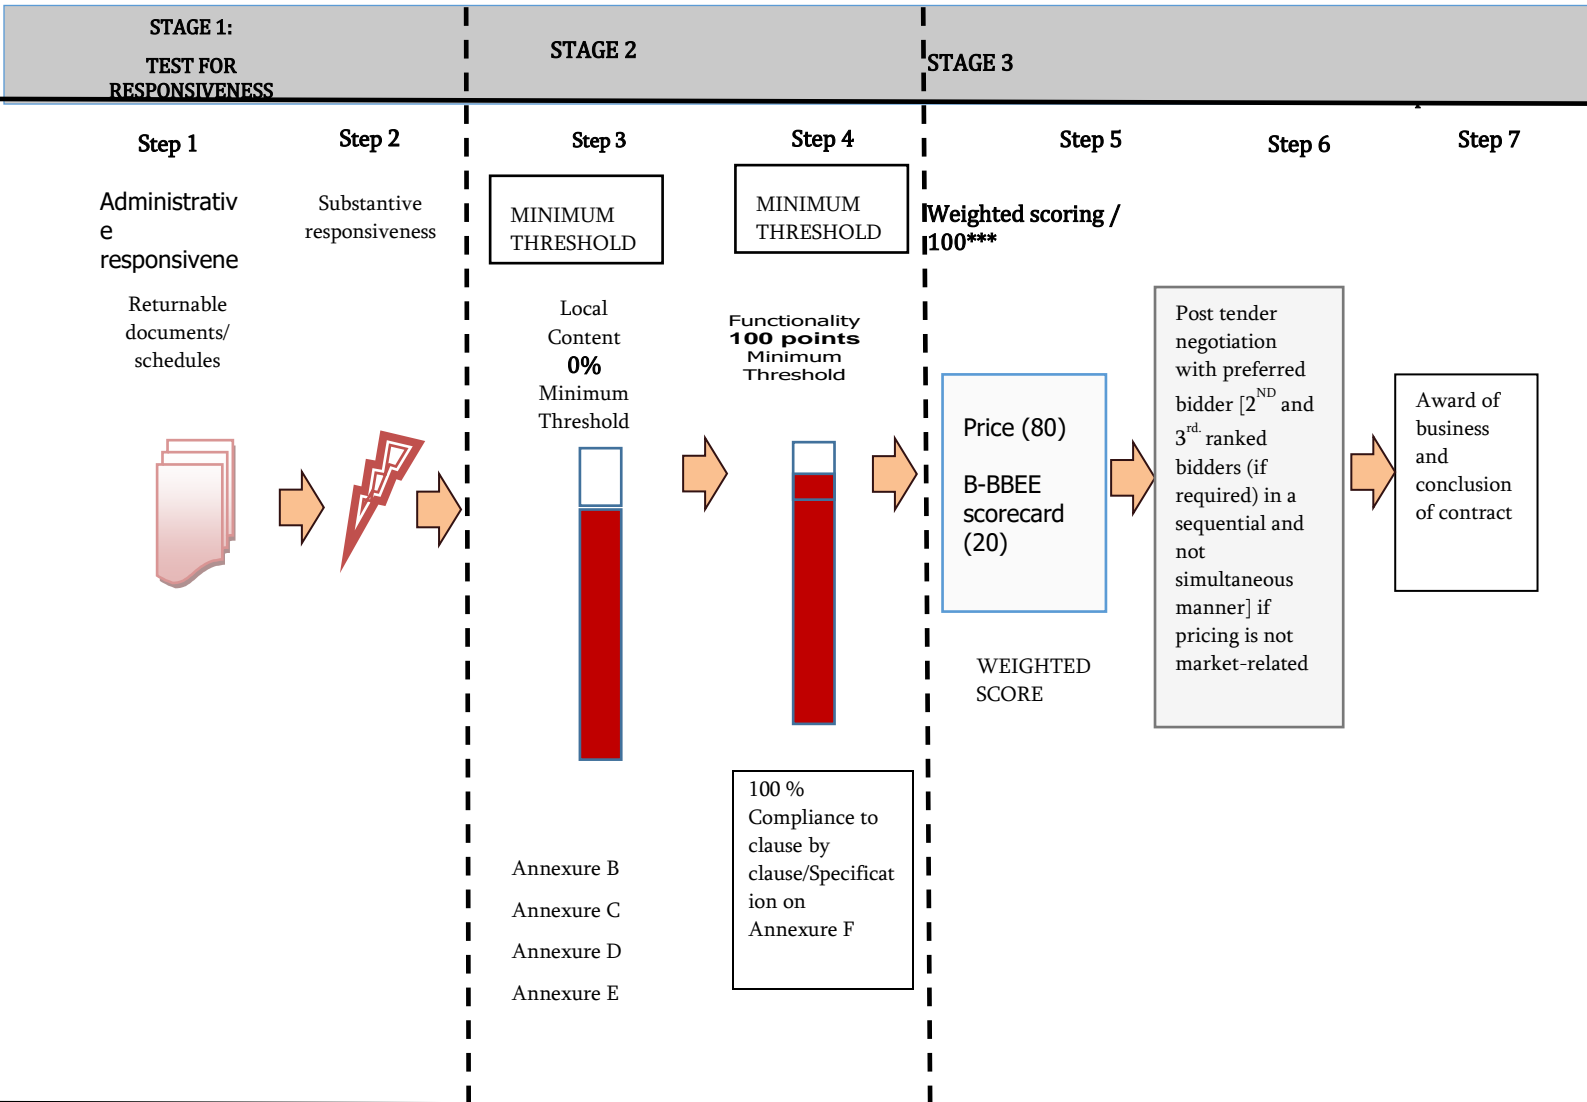 STAGE 1:
TEST FOR
RESPONSIVENESS
STAGE 2
STAGE 3
Step 1
Step 2
Step 3
Step 4
Step 5
Step 6
Step 7
Administrativ
e
responsivene
Returnable
documents/
schedules
Substantive
responsiveness
MINIMUM
THRESHOLD
Local
Content
0%
Minimum
Threshold
Annexure B
Annexure C
Annexure D
Annexure E
MINIMUM
THRESHOLD
Functionality
100 points
Minimum
Threshold
100 %
Compliance to
clause by
clause/Specificat
ion on
Annexure F
Weighted scoring /
100***
Price (80)
B-BBEE
scorecard
(20)
WEIGHTED
SCORE
Post tender
negotiation
with preferred
bidder [2ND and
3rd. ranked
bidders (if
required) in a
sequential and
not
simultaneous
manner] if
pricing is not
market-related
Award of
business
and
conclusion
of contract